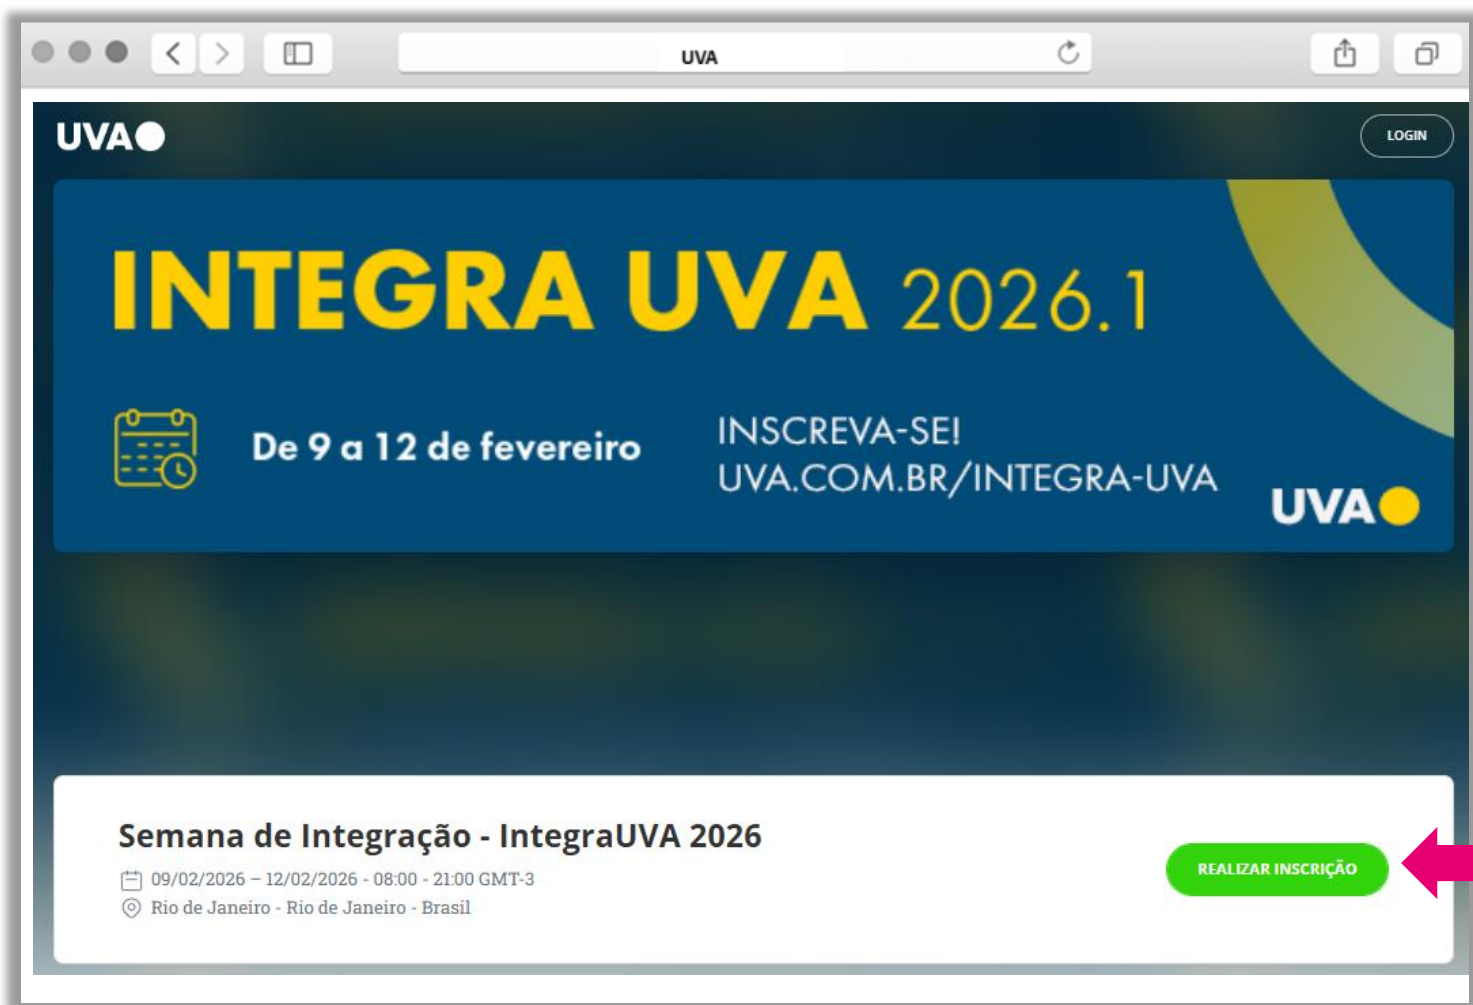 UVA
UVA
LOGIN
INTEGRA UVA 2026.1
De 9 a 12 de fevereiro
INSCREVA-SE!
UVA.COM.BR/INTEGRA-UVA
UVA
Semana de Integração - IntegraUVA 2026
09/02/2026 – 12/02/2026 - 08:00 - 21:00 GMT-3
Rio de Janeiro - Rio de Janeiro - Brasil
REALIZAR INSCRIÇÃO